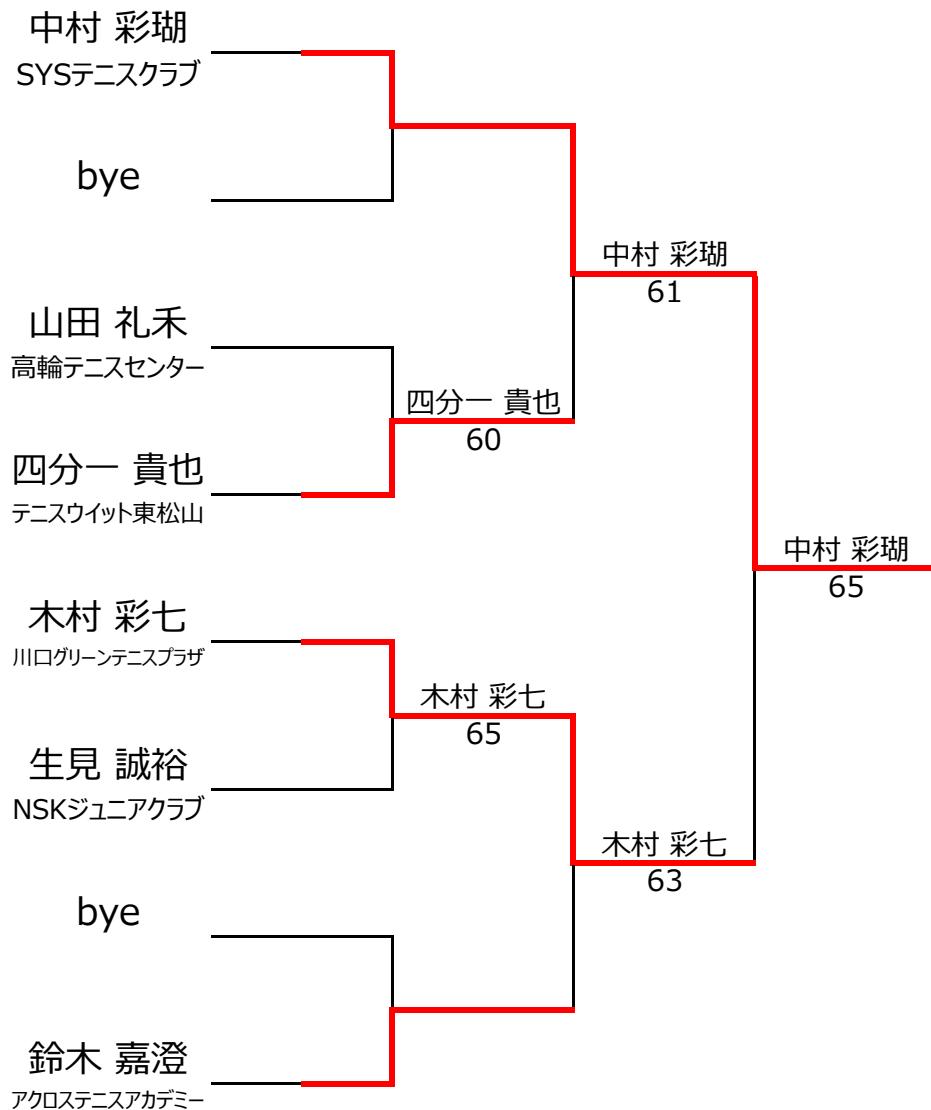 中村 彩瑚
SYSテニスクラブ
bye
中村 彩瑚
61
山田 礼禾
高輪テニスセンター
四分一 貴也
60
四分一 貴也
テニスウイット東松山
中村 彩瑚
65
木村 彩七
川口グリーンテニスプラザ
木村 彩七
65
生見 誠裕
NSKジュニアクラブ
木村 彩七
63
bye
鈴木 嘉澄
アクロステニスアカデミー